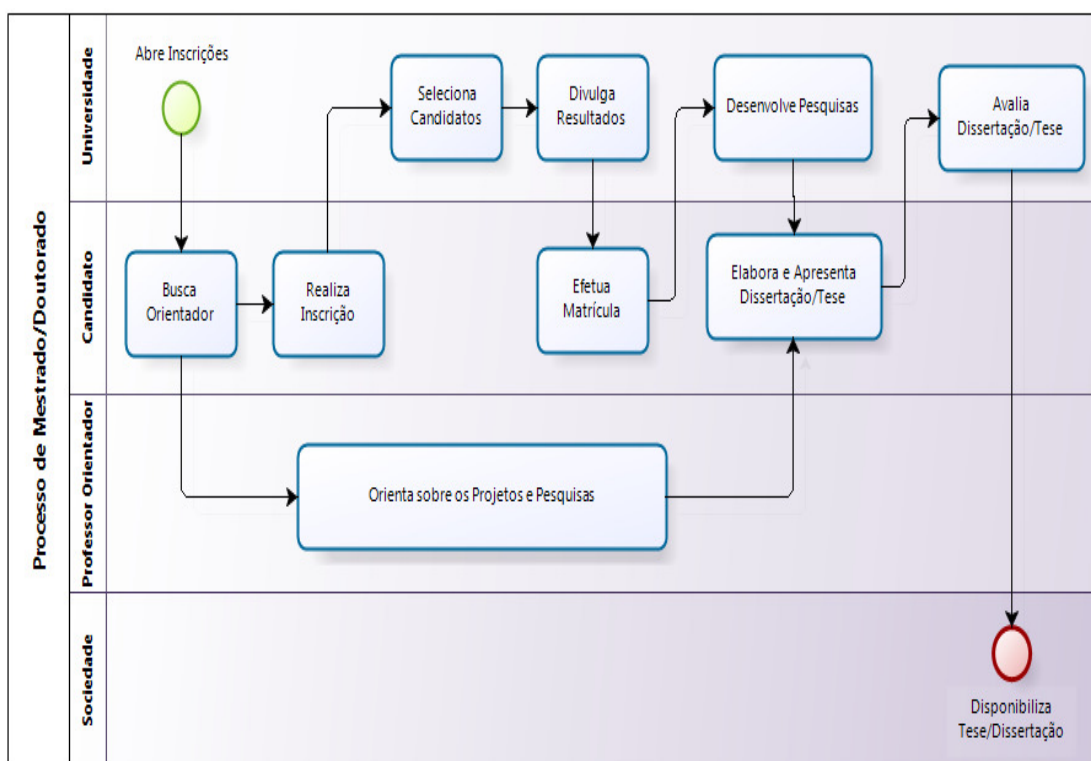 Processo de Mestrado/Doutorado
Universidade
Abre Inscrições
Seleciona
Candidatos
Divulga
Resultados
Desenvolve Pesquisas
Avalia
Dissertação/Tese
Candidato
Busca
Orientador
Realiza
Inscrição
Efetua
Matrícula
Elabora e Apresenta
Dissertação/Tese
Professor Orientador
Orienta sobre os Projetos e Pesquisas
Sociedade
Disponibiliza
Tese/Dissertação